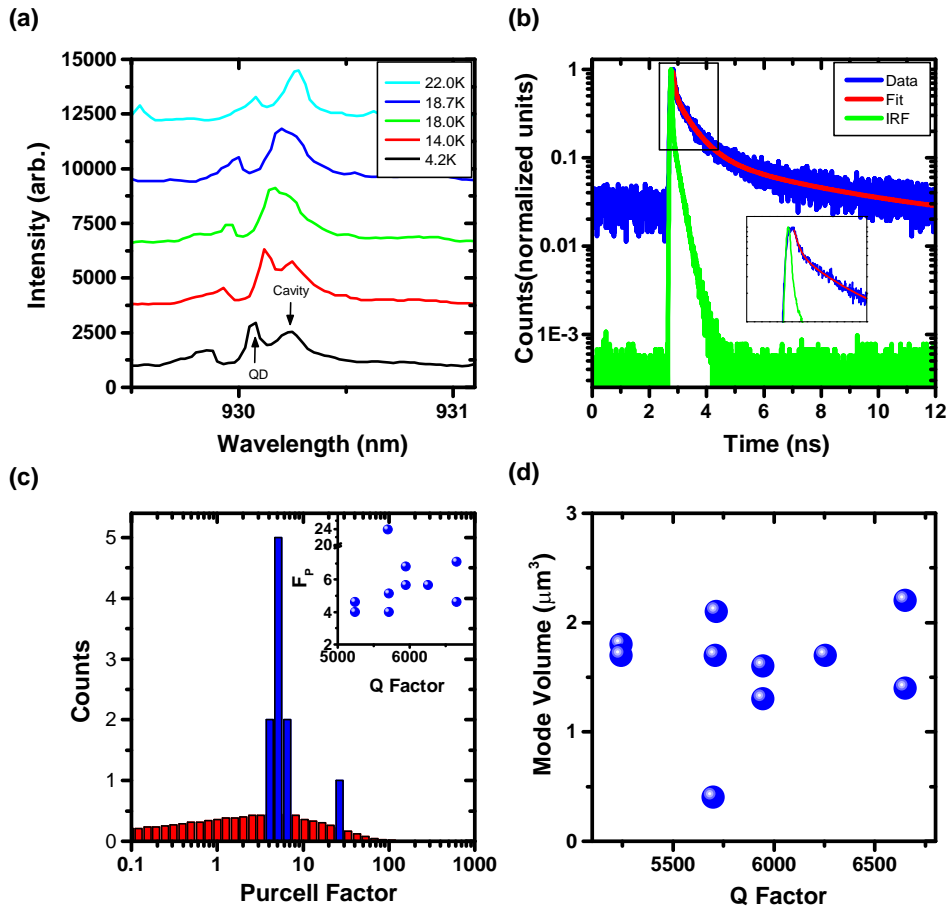 (a)
15000
12500
10000
7500
5000
2500
0
Intensity (arb.)
22.0K
18.7K
18.0K
14.0K
4.2K
Cavity
QD
930
931
Wavelength (nm)
(b)
1
0.1
0.01
1E-3
Counts(normalized units)
Data
Fit
IRF
0 2 4 6 8 10 12
Time (ns)
(c)
5
4
3
2
1
0
Counts
24
20
6
4
2
F_P
5000 6000
Q Factor
0.1 1 10 100 1000
Purcell Factor
(d)
3
2
1
0
Mode Volume (μm³)
5500 6000 6500
Q Factor